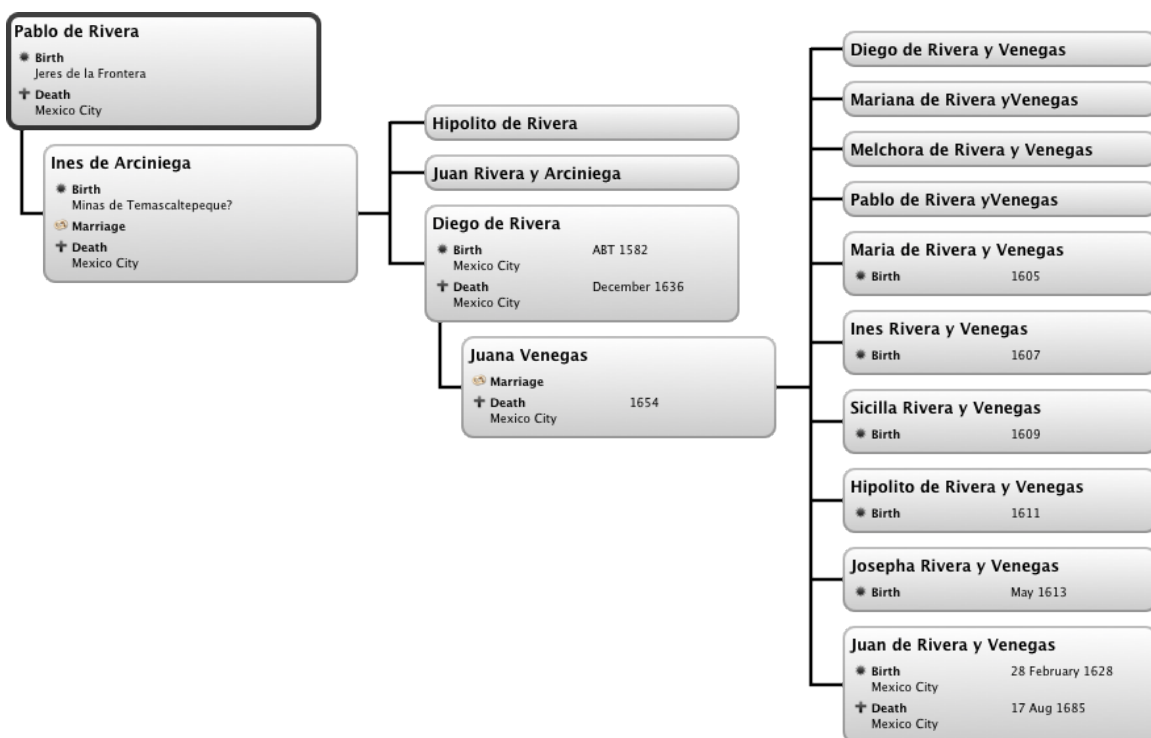 Pablo de Rivera
Birth
Jeres de la Frontera
Death
Mexico City
Ines de Arciniega
Birth
Minas de Temascaltepeque?
Marriage
Death
Mexico City
Hipolito de Rivera
Juan Rivera y Arciniega
Diego de Rivera
Birth ABT 1582
Mexico City
Death December 1636
Mexico City
Juana Venegas
Marriage
Death 1654
Mexico City
Diego de Rivera y Venegas
Mariana de Rivera yVenegas
Melchora de Rivera y Venegas
Pablo de Rivera yVenegas
Maria de Rivera y Venegas
Birth 1605
Ines Rivera y Venegas
Birth 1607
Sicilla Rivera y Venegas
Birth 1609
Hipolito de Rivera y Venegas
Birth 1611
Josepha Rivera y Venegas
Birth May 1613
Juan de Rivera y Venegas
Birth 28 February 1628
Mexico City
Death 17 Aug 1685
Mexico City